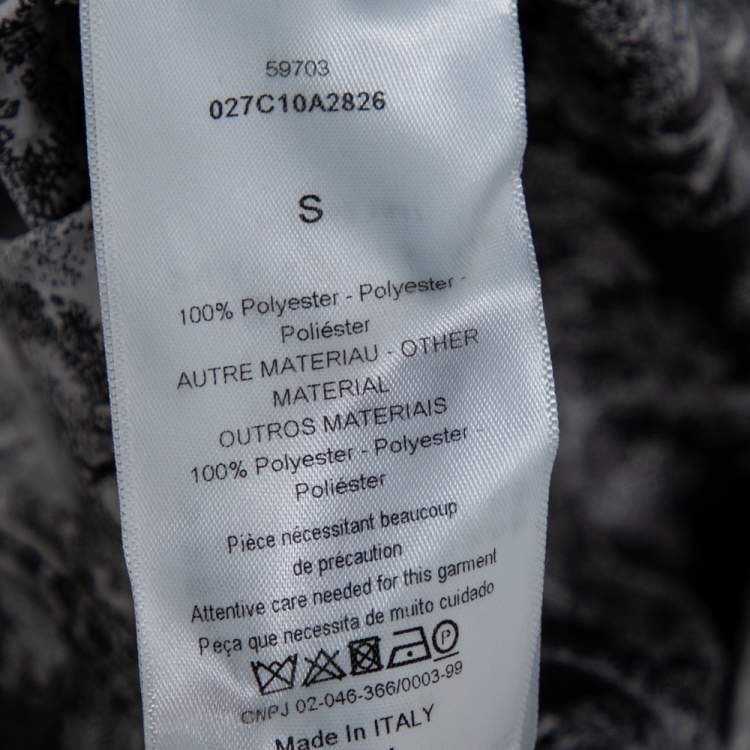 59703
027C10A2826
S
100% Polyester - Polyester -
Poliéster
AUTRE MATERIAU - OTHER
MATERIAL
OUTROS MATERIAIS
100% Polyester - Polyester -
Poliéster
Pièce nécessitant beaucoup
de précaution
Attentive care needed for this garment
Peça que necessita de muito cuidado
P
CNPJ 02-046-366/0003-99
Made In ITALY